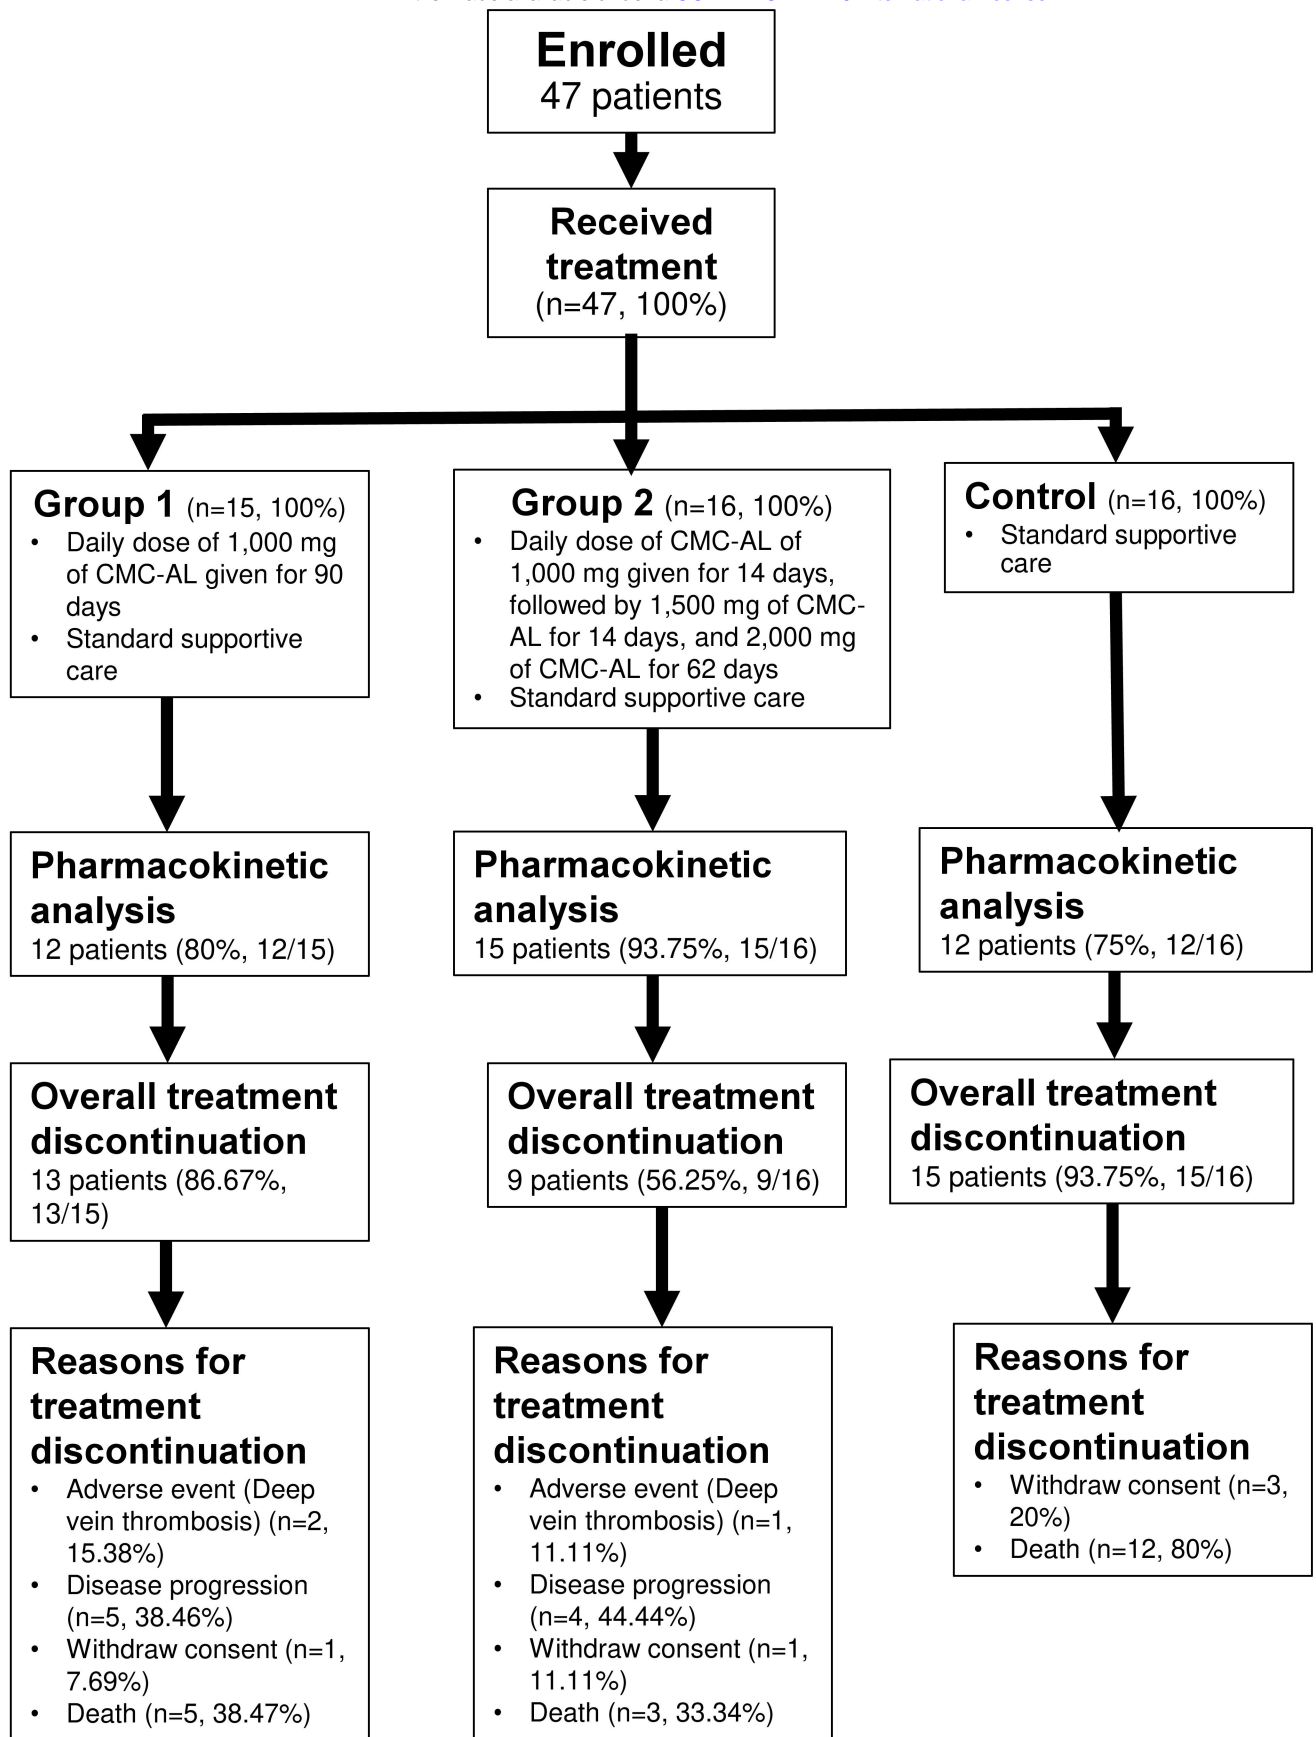 Enrolled
47 patients
Received
treatment
(n=47, 100%)
Group 1 (n=15, 100%)
• Daily dose of 1,000 mg
of CMC-AL given for 90
days
• Standard supportive
care
Group 2 (n=16, 100%)
• Daily dose of CMC-AL of
1,000 mg given for 14 days,
followed by 1,500 mg of CMC-
AL for 14 days, and 2,000 mg
of CMC-AL for 62 days
• Standard supportive care
Control (n=16, 100%)
• Standard supportive
care
Pharmacokinetic
analysis
12 patients (80%, 12/15)
Pharmacokinetic
analysis
15 patients (93.75%, 15/16)
Pharmacokinetic
analysis
12 patients (75%, 12/16)
Overall treatment
discontinuation
13 patients (86.67%,
13/15)
Overall treatment
discontinuation
9 patients (56.25%, 9/16)
Overall treatment
discontinuation
15 patients (93.75%, 15/16)
Reasons for
treatment
discontinuation
• Adverse event (Deep
vein thrombosis) (n=2,
15.38%)
• Disease progression
(n=5, 38.46%)
• Withdraw consent (n=1,
7.69%)
• Death (n=5, 38.47%)
Reasons for
treatment
discontinuation
• Adverse event (Deep
vein thrombosis) (n=1,
11.11%)
• Disease progression
(n=4, 44.44%)
• Withdraw consent (n=1,
11.11%)
• Death (n=3, 33.34%)
Reasons for
treatment
discontinuation
• Withdraw consent (n=3,
20%)
• Death (n=12, 80%)